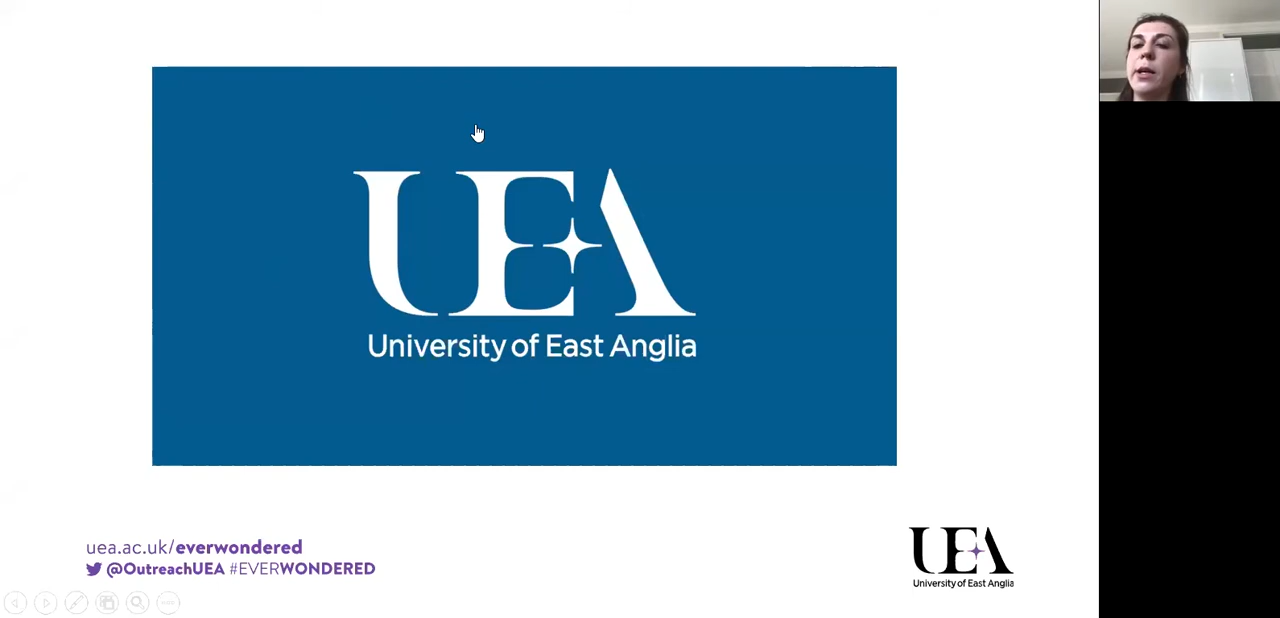 UEA
University of East Anglia
uea.ac.uk/everwondered
@OutreachUEA #EVERWONDERED
UEA
University of East Anglia